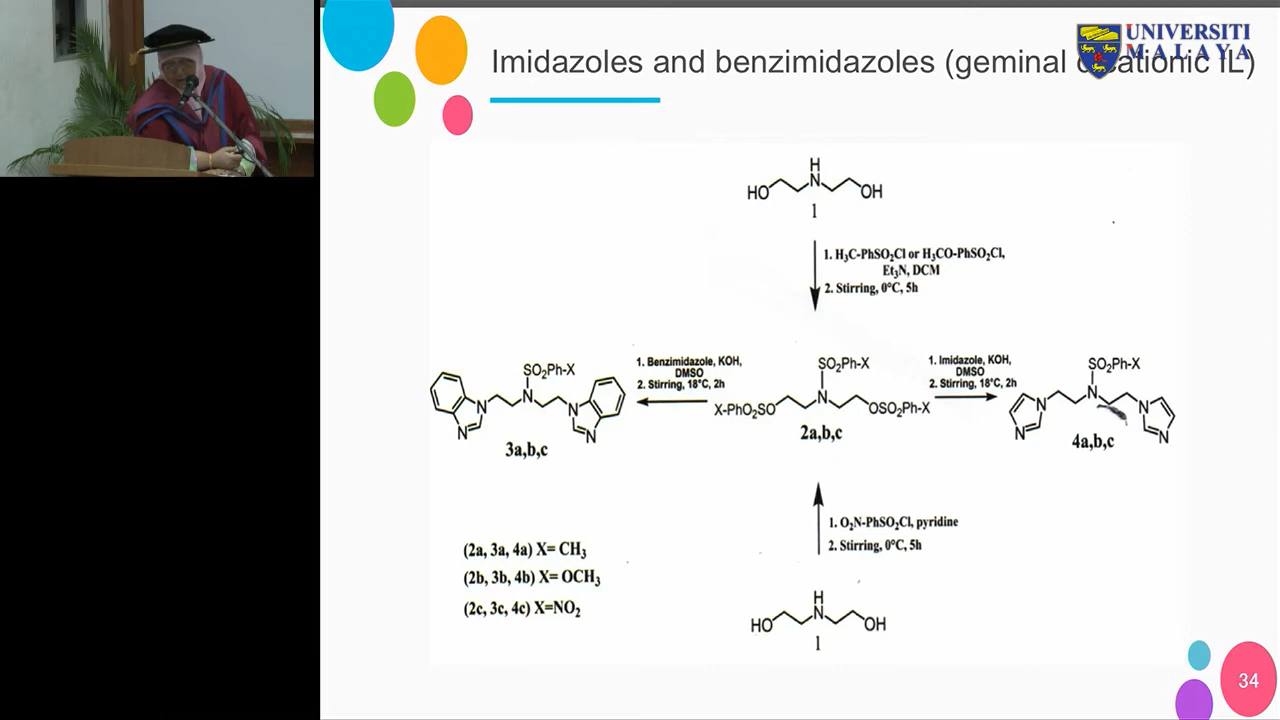 Imidazoles and benzimidazoles (geminal dicationic IL)
UNIVERSITI
MALAYA
H
HO N OH
1
1. H₃C-PhSO₂Cl or H₃CO-PhSO₂Cl,
Et₃N, DCM
2. Stirring, 0°C, 5h
SO₂Ph-X
N
N N
N N
3a,b,c
1. Benzimidazole, KOH,
DMSO
2. Stirring, 18°C, 2h
SO₂Ph-X
X-PhO₂SO N OSO₂Ph-X
2a,b,c
1. Imidazole, KOH,
DMSO
2. Stirring, 18°C, 2h
SO₂Ph-X
N
N N
N N
4a,b,c
1. O₂N-PhSO₂Cl, pyridine
2. Stirring, 0°C, 5h
(2a, 3a, 4a) X= CH₃
(2b, 3b, 4b) X= OCH₃
(2c, 3c, 4c) X=NO₂
H
HO N OH
1
34